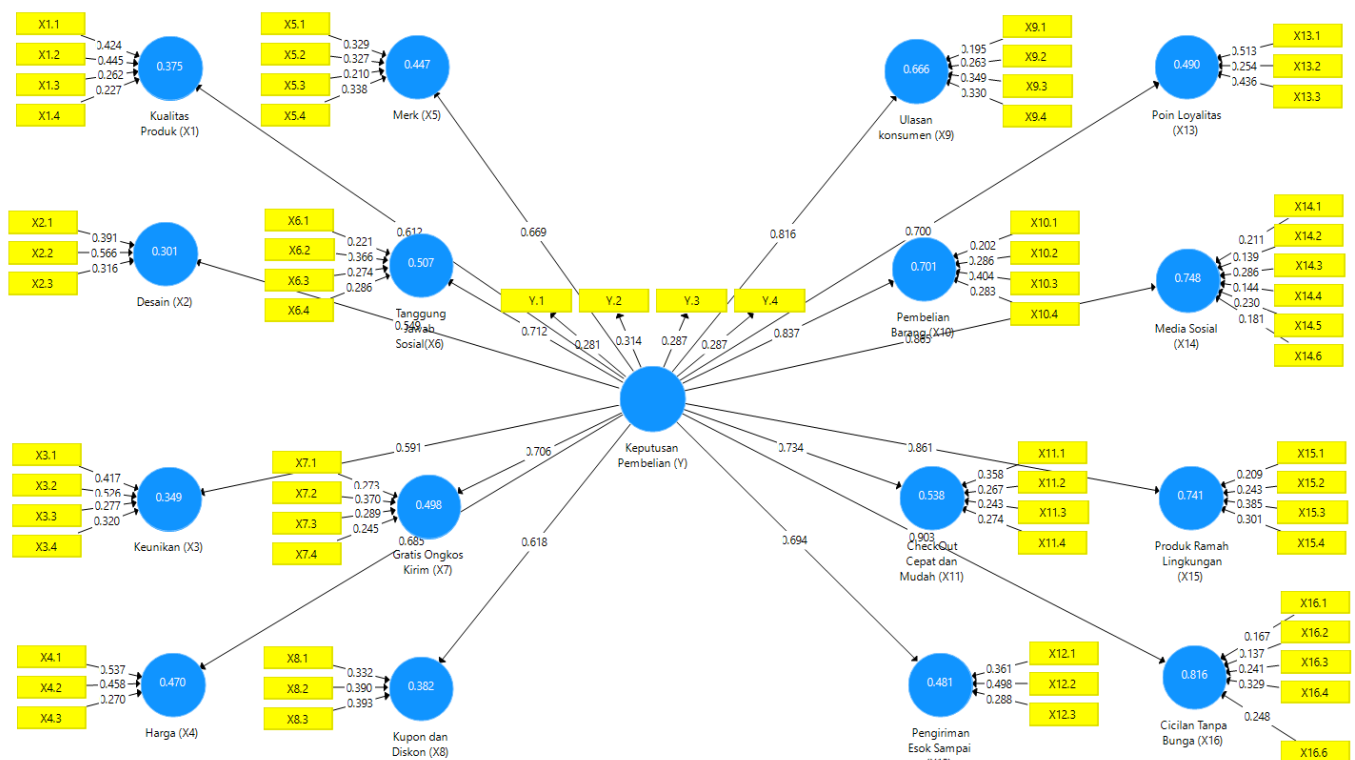 X1.1
X1.2
X1.3
X1.4
0.424
0.445
0.262
0.227
0.375
Kualitas
Produk (X1)
X5.1
X5.2
X5.3
X5.4
0.329
0.327
0.210
0.338
0.447
Merk (X5)
X9.1
X9.2
X9.3
X9.4
0.195
0.263
0.349
0.330
0.666
Ulasan
konsumen (X9)
X13.1
X13.2
X13.3
0.513
0.254
0.436
0.490
Poin Loyalitas
(X13)
X2.1
X2.2
X2.3
0.391
0.566
0.316
0.301
Desain (X2)
X6.1
X6.2
X6.3
X6.4
0.221
0.366
0.274
0.286
0.507
Tanggung
Jawab
Sosial(X6)
X10.1
X10.2
X10.3
X10.4
0.202
0.286
0.404
0.283
0.701
Pembelian
Barang (X10)
X14.1
X14.2
X14.3
X14.4
X14.5
X14.6
0.211
0.139
0.286
0.144
0.230
0.181
0.748
Media Sosial
(X14)
0.612
0.669
0.816
0.700
0.549
0.712
0.837
0.865
Y.1
Y.2
Y.3
Y.4
0.281
0.314
0.287
0.287
Keputusan
Pembelian (Y)
0.591
0.706
0.734
0.861
0.685
0.618
0.694
0.903
X3.1
X3.2
X3.3
X3.4
0.417
0.526
0.277
0.320
0.349
Keunikan (X3)
X7.1
X7.2
X7.3
X7.4
0.273
0.370
0.289
0.245
0.498
Gratis Ongkos
Kirim (X7)
X11.1
X11.2
X11.3
X11.4
0.358
0.267
0.243
0.274
0.538
CheckOut
Cepat dan
Mudah (X11)
X15.1
X15.2
X15.3
X15.4
0.209
0.243
0.385
0.301
0.741
Produk Ramah
Lingkungan
(X15)
X4.1
X4.2
X4.3
0.537
0.458
0.270
0.470
Harga (X4)
X8.1
X8.2
X8.3
0.332
0.390
0.393
0.382
Kupon dan
Diskon (X8)
X12.1
X12.2
X12.3
0.361
0.498
0.288
0.481
Pengiriman
Esok Sampai
X16.1
X16.2
X16.3
X16.4
X16.6
0.167
0.137
0.241
0.329
0.248
0.816
Cicilan Tanpa
Bunga (X16)